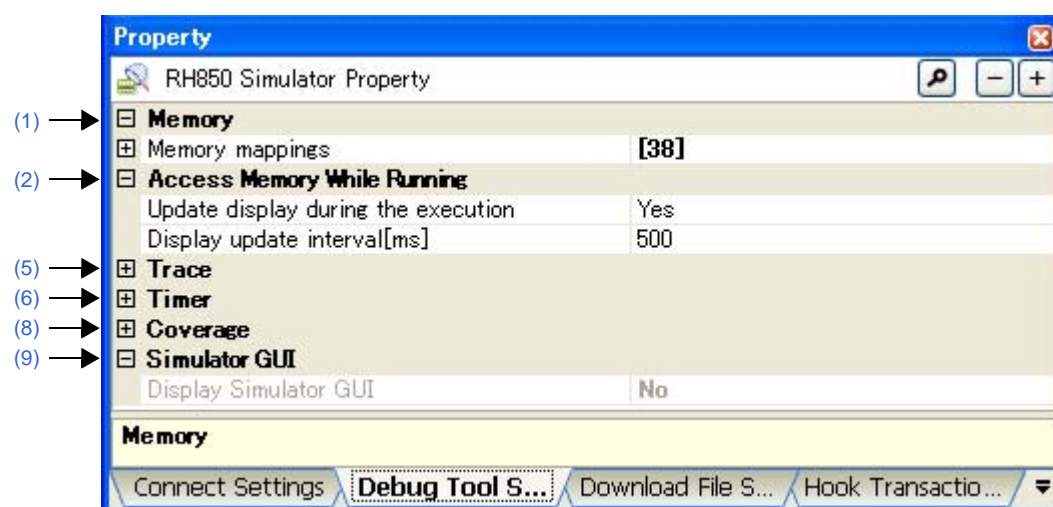 Property
RH850 Simulator Property
(1) Memory
Memory mappings [38]
(2) Access Memory While Running
Update display during the execution Yes
Display update interval[ms] 500
(5) Trace
(6) Timer
(8) Coverage
(9) Simulator GUI
Display Simulator GUI No
Memory
Connect Settings Debug Tool S... Download File S... Hook Transactio...